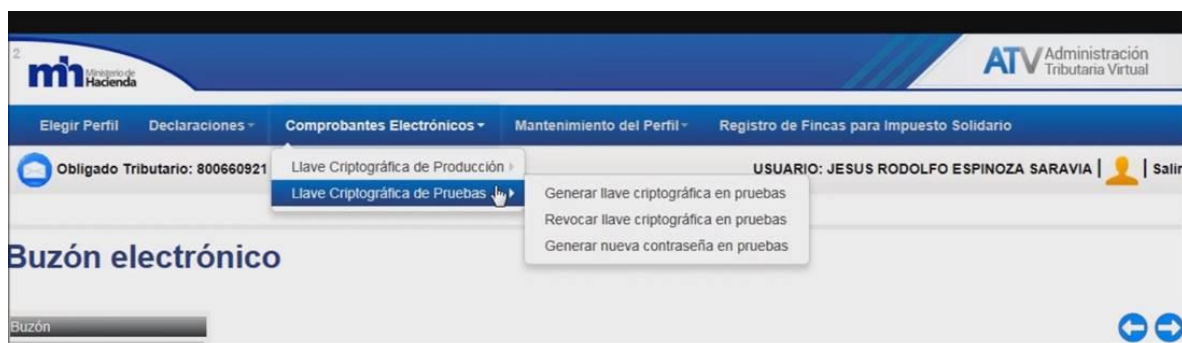 2
mh Ministerio de Hacienda
ATV Administración Tributaria Virtual
Elegir Perfil Declaraciones Comprobantes Electrónicos Mantenimiento del Perfil Registro de Fincas para Impuesto Solidario
Obligado Tributario: 800660921 Llave Criptográfica de Producción USUARIO: JESUS RODOLFO ESPINOZA SARAVIA | | Salir
Llave Criptográfica de Pruebas Generar llave criptográfica en pruebas
Revocar llave criptográfica en pruebas
Generar nueva contraseña en pruebas
Buzón electrónico
Buzón